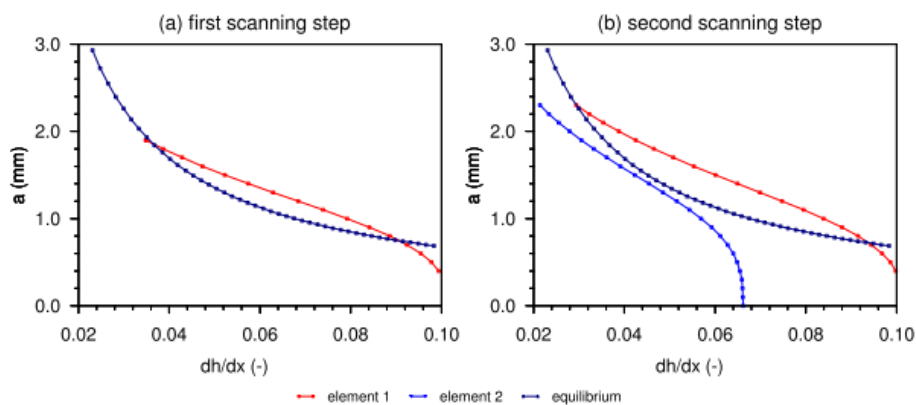 (a) first scanning step
(b) second scanning step
3.0
2.0
1.0
0.0
a (mm)
0.02 0.04 0.06 0.08 0.10
dh/dx (-)
3.0
2.0
1.0
0.0
a (mm)
0.02 0.04 0.06 0.08 0.10
dh/dx (-)
element 1 element 2 equilibrium